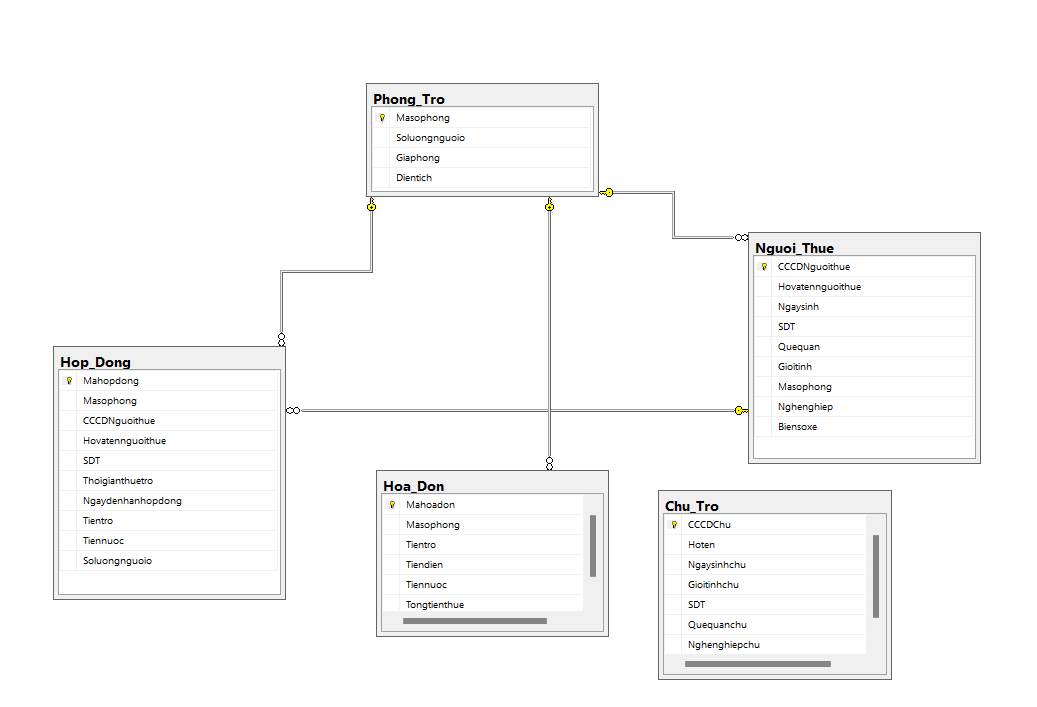 Phong_Tro
Masophong
Soluongnguoio
Giaphong
Dientich
Nguoi_Thue
CCCDNguoithue
Hovatennguoithue
Ngaysinh
SDT
Quequan
Gioitinh
Masophong
Nghenghiep
Biensoxe
Hop_Dong
Mahopdong
Masophong
CCCDNguoithue
Hovatennguoithue
SDT
Thoigianthuetro
Ngaydenhanhopdong
Tientro
Tiennuoc
Soluongnguoio
Hoa_Don
Mahoadon
Masophong
Tientro
Tiendien
Tiennuoc
Tongtienthue
Chu_Tro
CCCDChu
Hoten
Ngaysinhchu
Gioitinhchu
SDT
Quequanchu
Nghenghiepchu